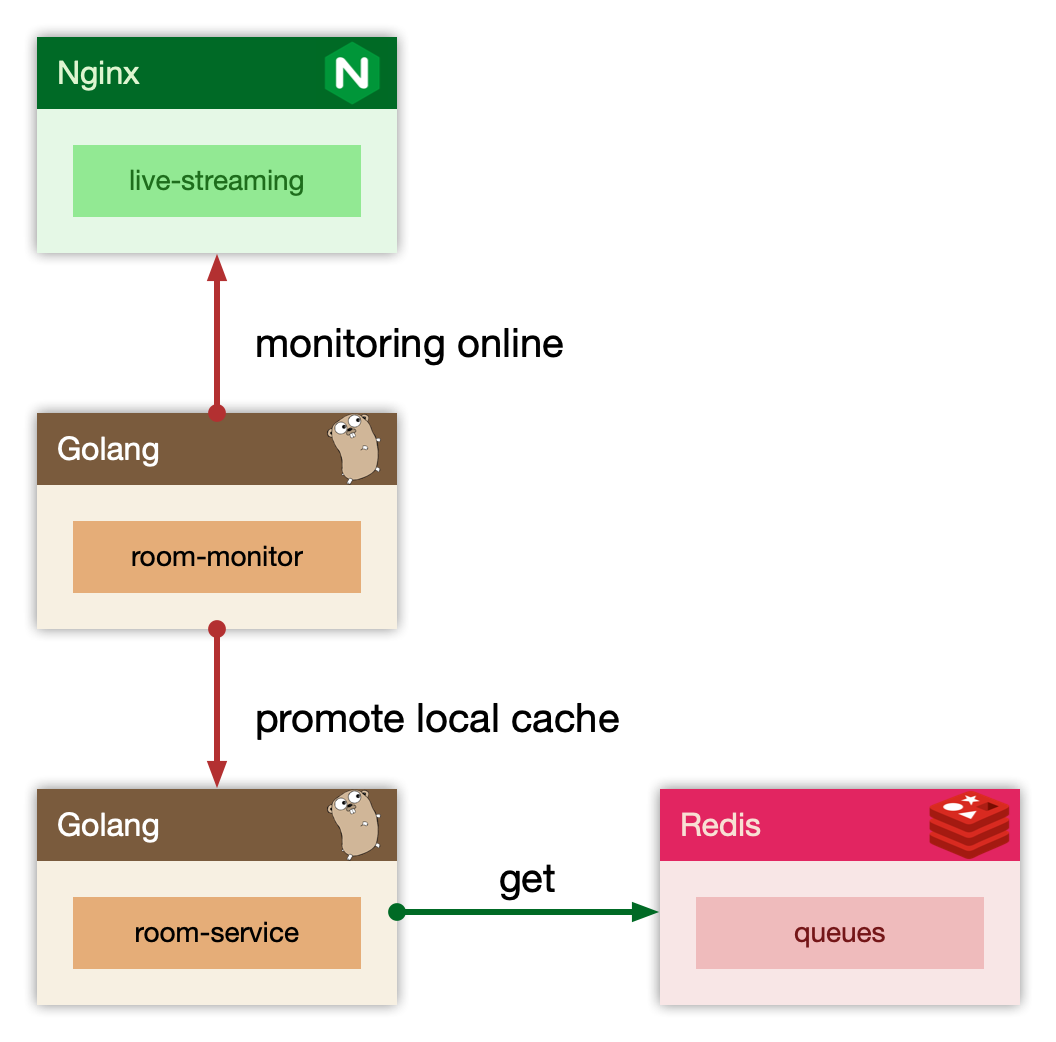 Nginx
N
live-streaming
monitoring online
Golang
room-monitor
promote local cache
Golang
Redis
get
room-service
queues